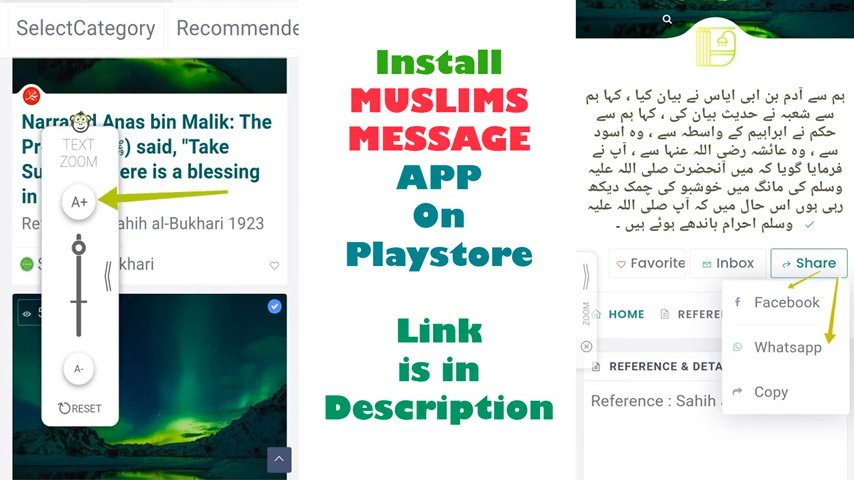 SelectCategory
Recommende
Narra
d Anas bin Malik: The
Pr
) said, "Take
Su
ere is a blessing
in
Re
ahih al-Bukhari 1923
S
khari
TEXT
ZOOM
A+
A-
RESET
5
Install
MUSLIMS
MESSAGE
APP
On
Playstore
Link
is in
Description
ہم سے آدم بن ابی ایاس نے بیان کیا ، کہا ہم
سے شعبہ نے حدیث بیان کی ، کہا ہم سے
حکم نے ابراہیم کے واسطہ سے ، وہ اسود
سے ، وہ عائشہ رضی اللہ عنہا سے ، آپ نے
فرمایا گویا کہ میں آنحضرت صلی اللہ علیہ
وسلم کی مانگ میں خوشبو کی چمک دیکھ
رہی ہوں اس حال میں کہ آپ صلی اللہ علیہ
وسلم احرام باندھے ہوئے ہیں ۔
Favorite
Inbox
Share
Facebook
Whatsapp
Copy
ZOOM
HOME
REFERE
REFERENCE & DETA
Reference : Sahih a